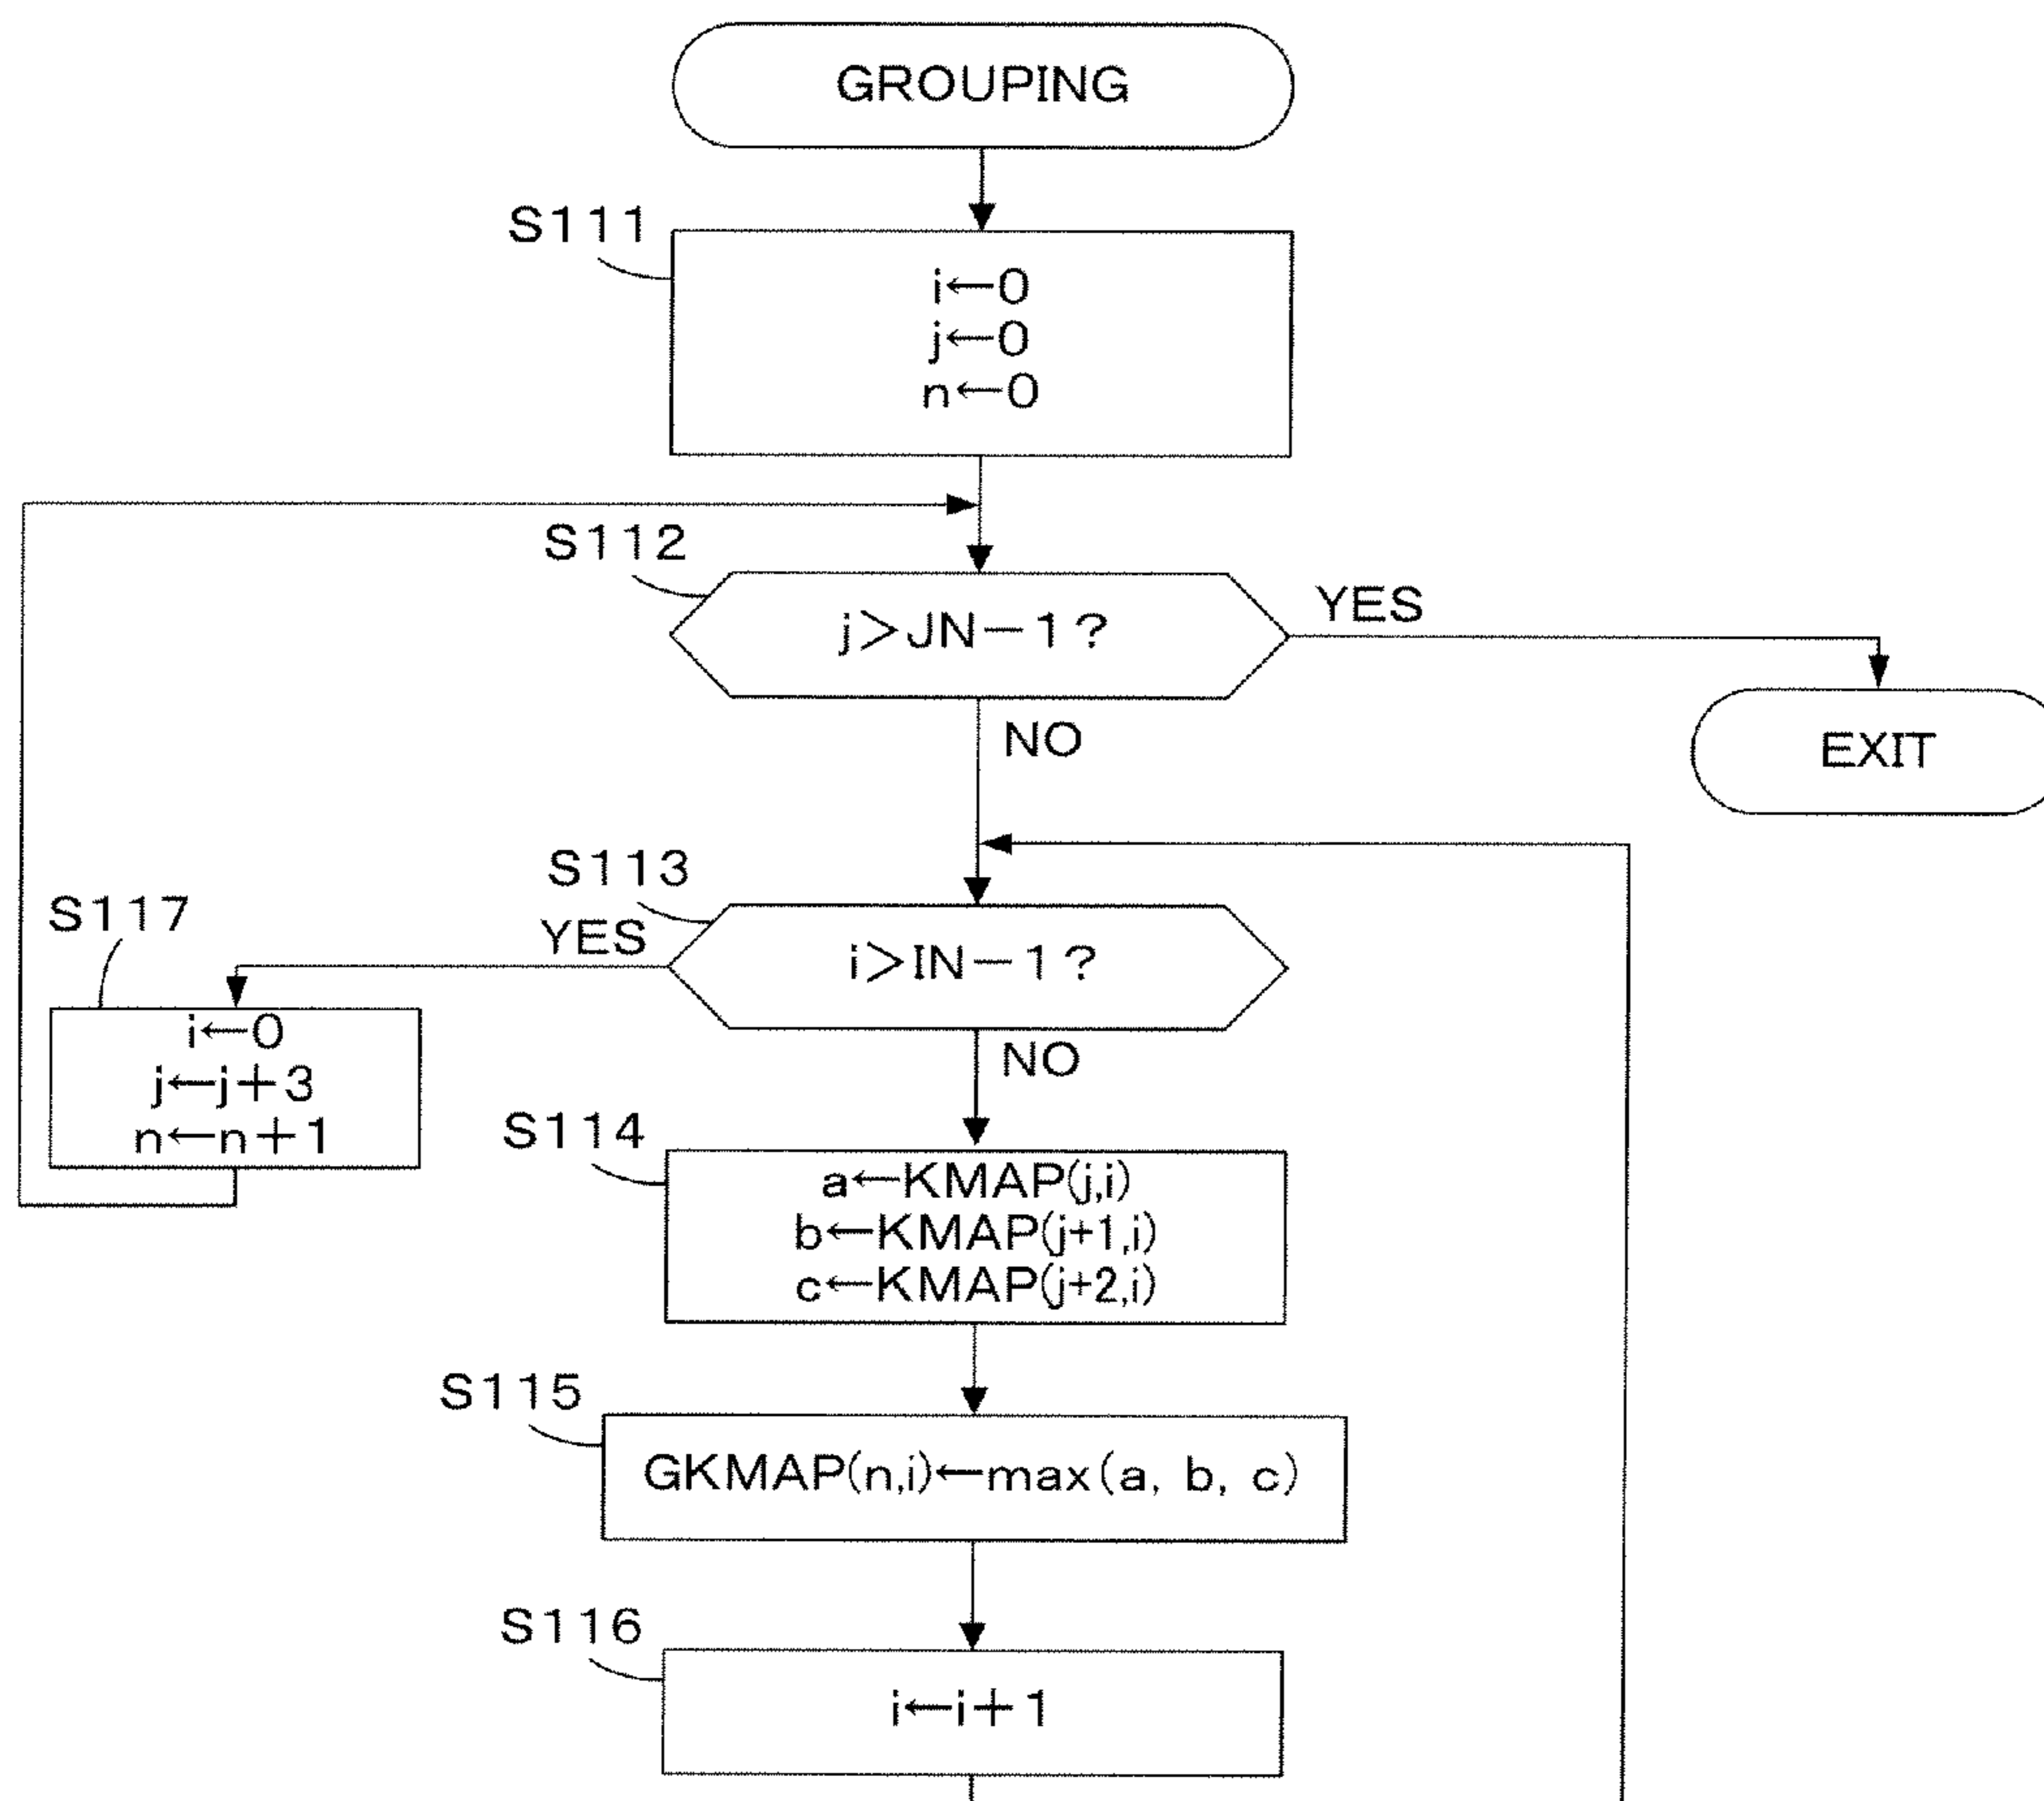 GROUPING
S111
i←0
j←0
n←0
S112
j>JN-1?
YES
NO
EXIT
S113
i>IN-1?
YES
NO
S117
i←0
j←j+3
n←n+1
S114
a←KMAP(j,i)
b←KMAP(j+1,i)
c←KMAP(j+2,i)
S115
GKMAP(n,i)←max(a, b, c)
S116
i←i+1